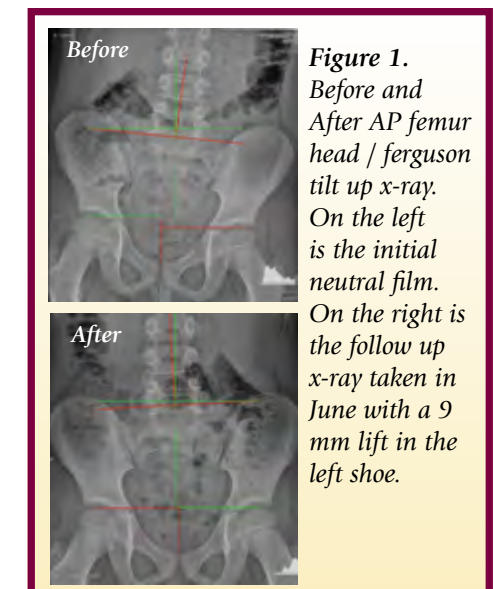 Before
After
Figure 1.
Before and
After AP femur
head / ferguson
tilt up x-ray.
On the left
is the initial
neutral film.
On the right is
the follow up
x-ray taken in
June with a 9
mm lift in the
left shoe.